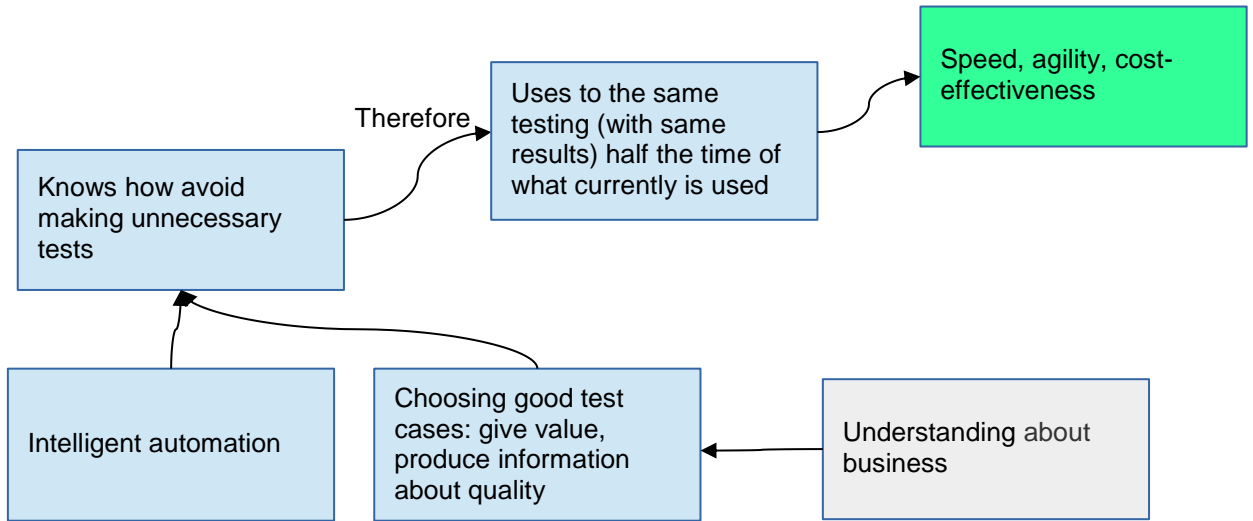 Speed, agility, cost-
effectiveness
Uses to the same
testing (with same
results) half the time of
what currently is used
Therefore
Knows how avoid
making unnecessary
tests
Intelligent automation
Choosing good test
cases: give value,
produce information
about quality
Understanding about
business